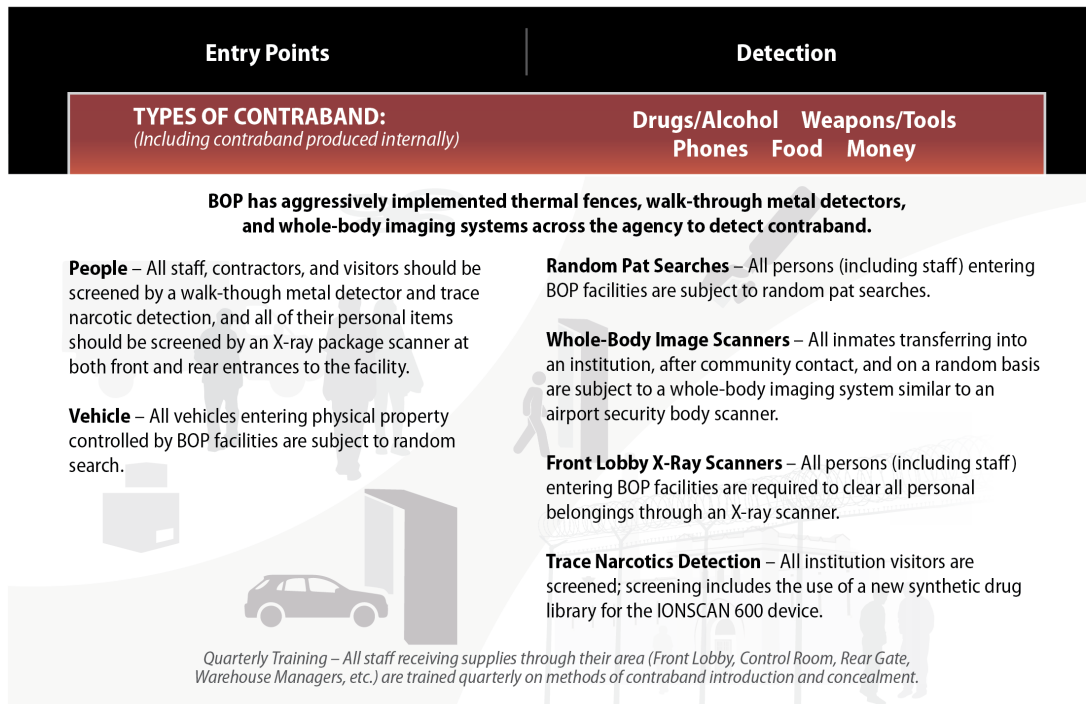 Entry Points
Detection
TYPES OF CONTRABAND:
(Including contraband produced internally)
Drugs/Alcohol Weapons/Tools
Phones Food Money
BOP has aggressively implemented thermal fences, walk-through metal detectors,
and whole-body imaging systems across the agency to detect contraband.
People – All staff, contractors, and visitors should be
screened by a walk-though metal detector and trace
narcotic detection, and all of their personal items
should be screened by an X-ray package scanner at
both front and rear entrances to the facility.
Vehicle – All vehicles entering physical property
controlled by BOP facilities are subject to random
search.
Random Pat Searches – All persons (including staff) entering
BOP facilities are subject to random pat searches.
Whole-Body Image Scanners – All inmates transferring into
an institution, after community contact, and on a random basis
are subject to a whole-body imaging system similar to an
airport security body scanner.
Front Lobby X-Ray Scanners – All persons (including staff)
entering BOP facilities are required to clear all personal
belongings through an X-ray scanner.
Trace Narcotics Detection – All institution visitors are
screened; screening includes the use of a new synthetic drug
library for the IONSCAN 600 device.
Quarterly Training – All staff receiving supplies through their area (Front Lobby, Control Room, Rear Gate,
Warehouse Managers, etc.) are trained quarterly on methods of contraband introduction and concealment.